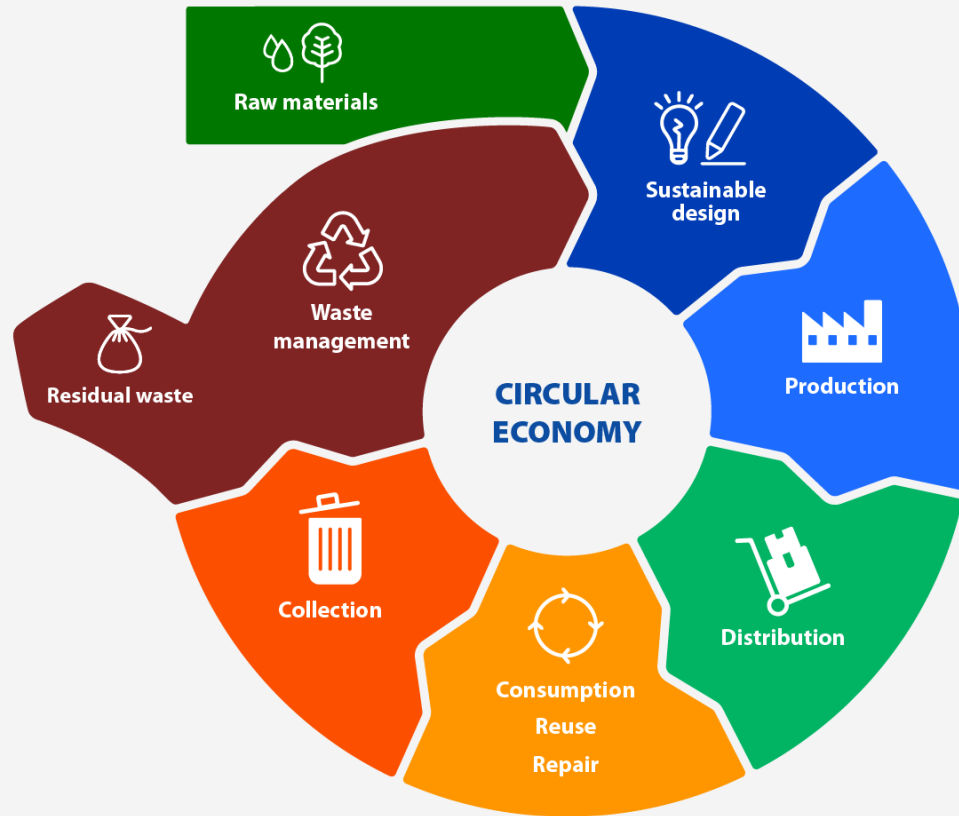 Raw materials
Sustainable
design
Production
Distribution
Consumption
Reuse
Repair
Collection
Waste
management
Residual waste
CIRCULAR
ECONOMY